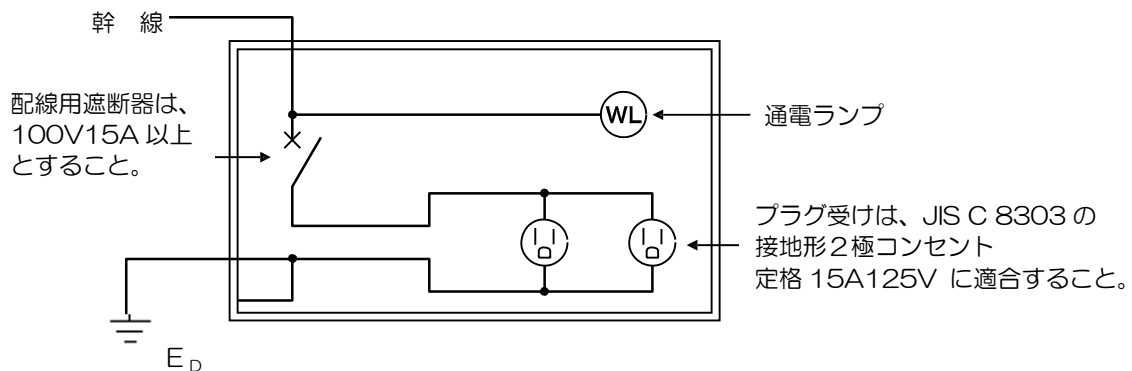 幹　線
配線用遮断器は、
100V15A 以上
とすること。
WL
通電ランプ
プラグ受けは、JIS C 8303 の
接地形２極コンセント
定格 15A125V に適合すること。
E D